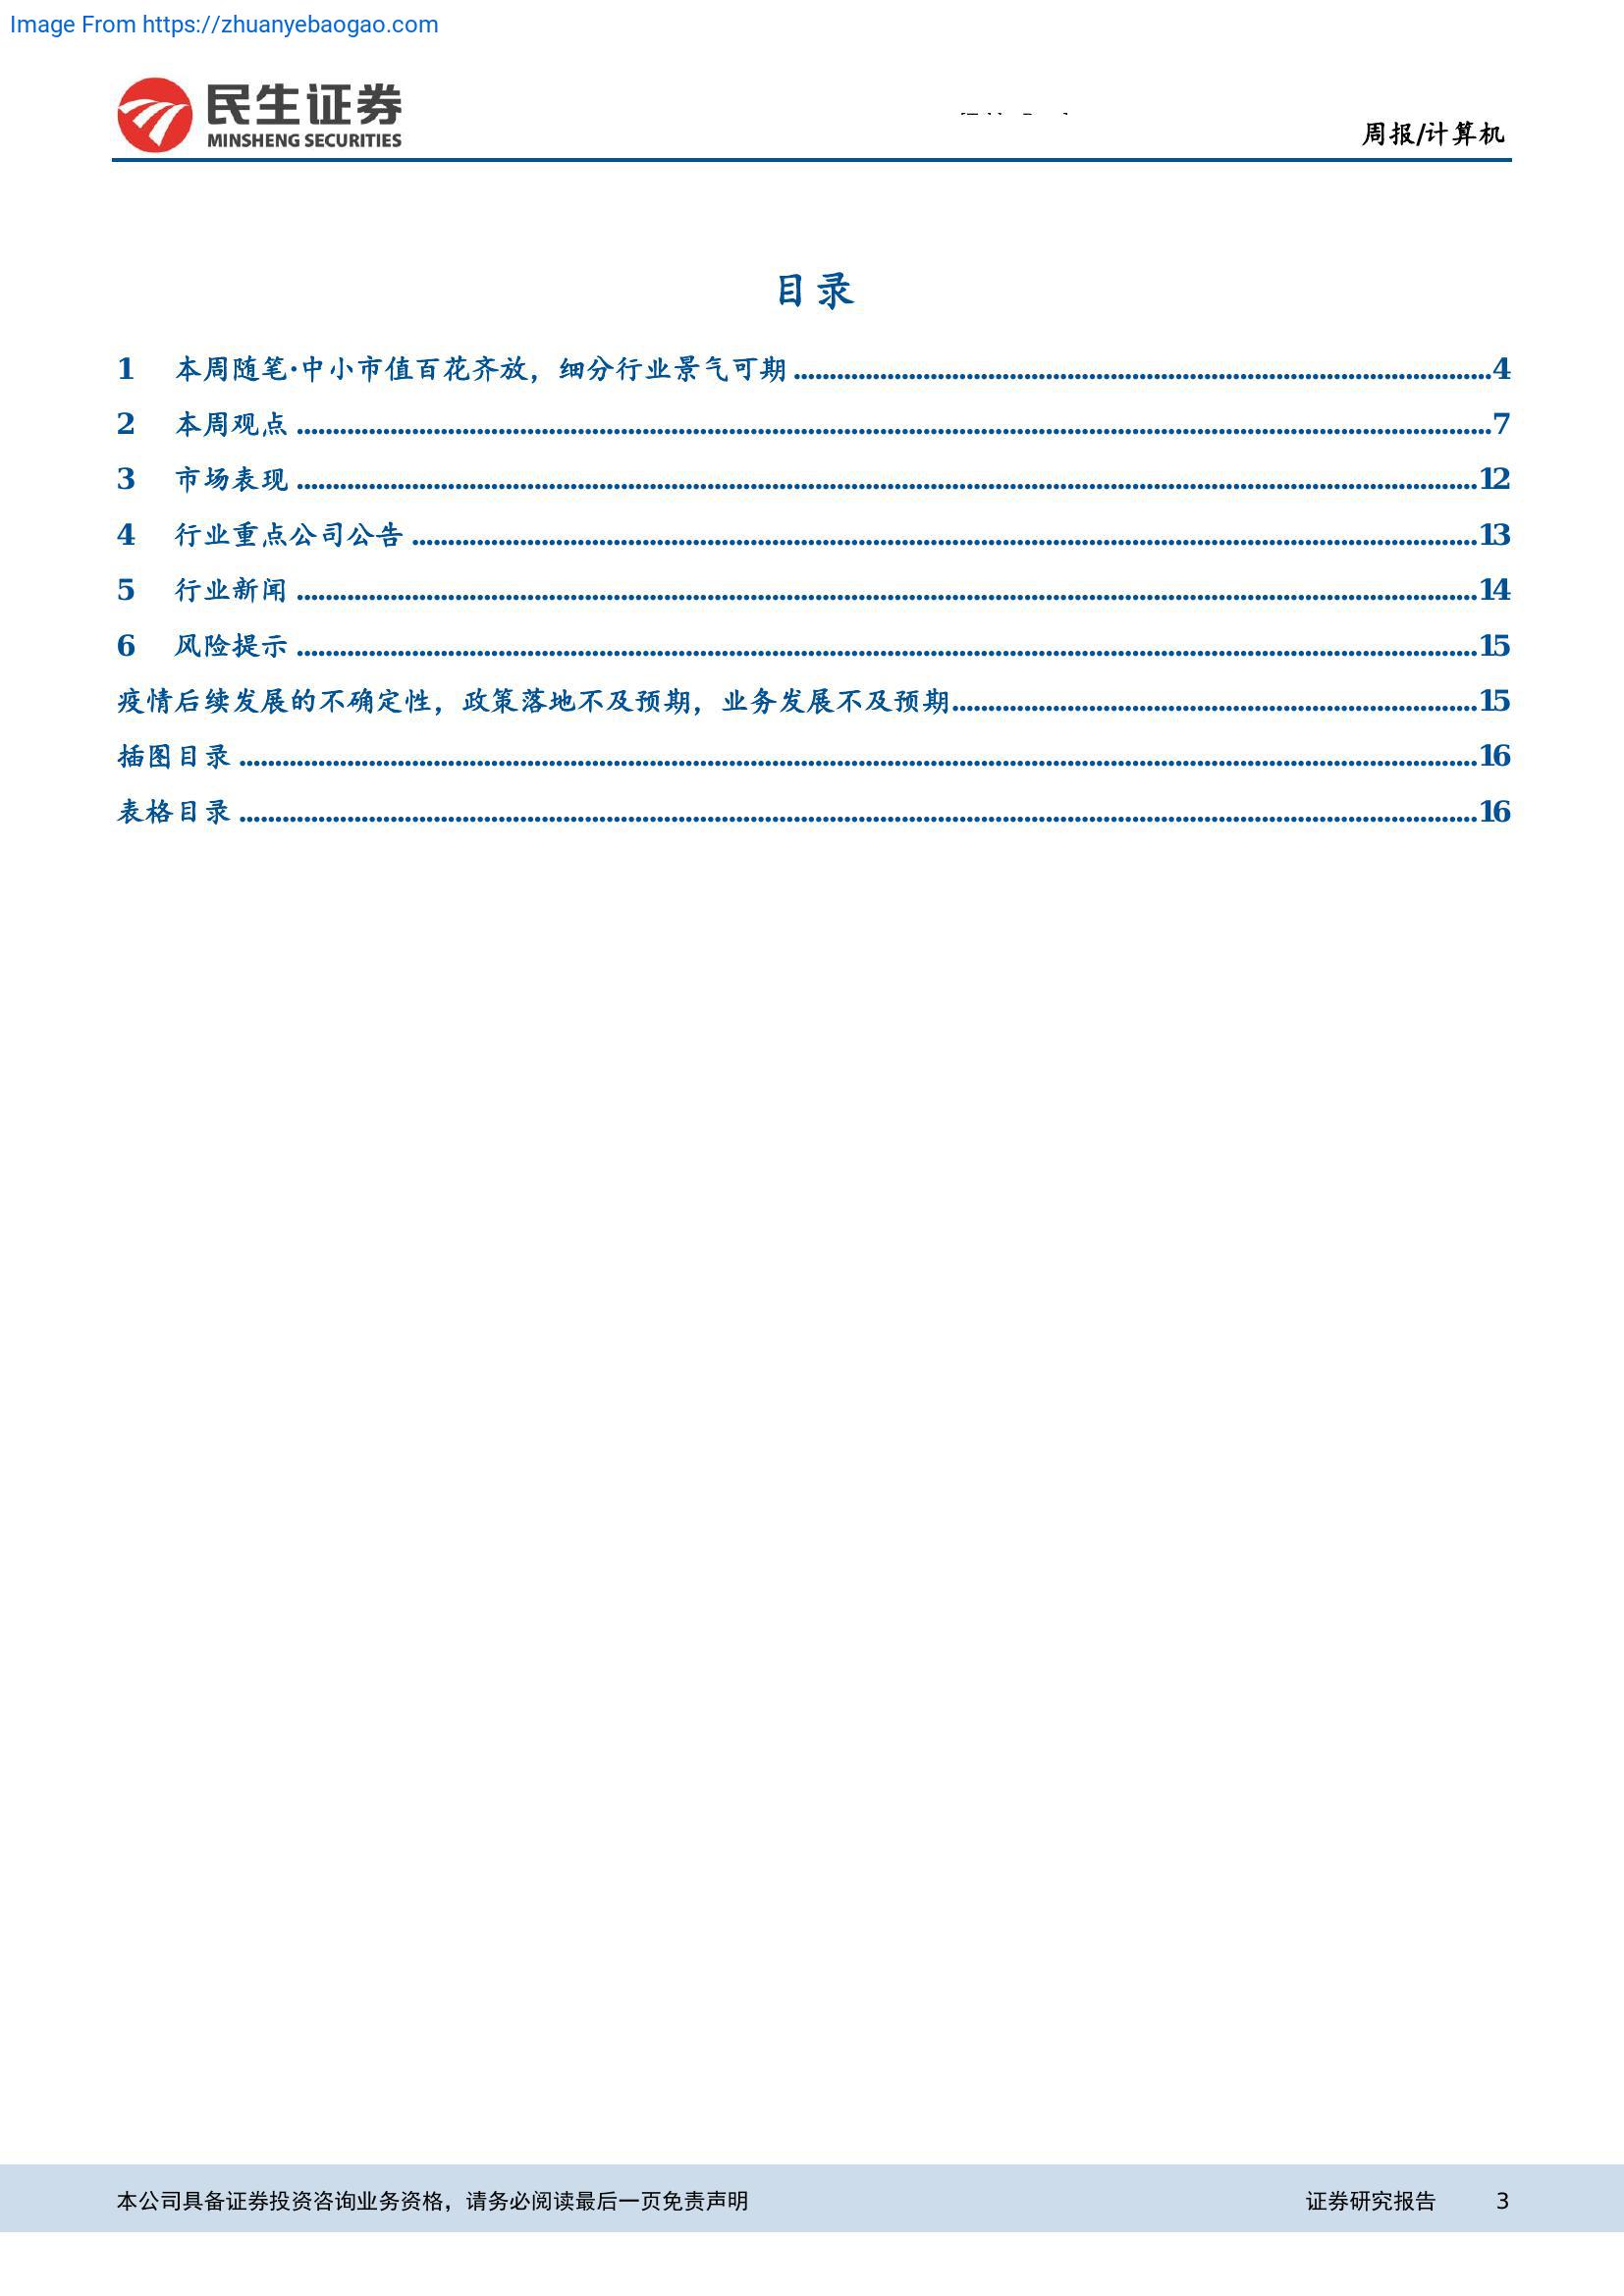 Image From https://zhuanyebaogao.com
民生证券
MINSHENG SECURITIES
周报/计算机
目录
1 本周随笔·中小市值百花齐放，细分行业景气可期 4
2 本周观点 7
3 市场表现 12
4 行业重点公司公告 13
5 行业新闻 14
6 风险提示 15
疫情后续发展的不确定性，政策落地不及预期，业务发展不及预期 15
插图目录 16
表格目录 16
本公司具备证券投资咨询业务资格，请务必阅读最后一页免责声明 证券研究报告 3